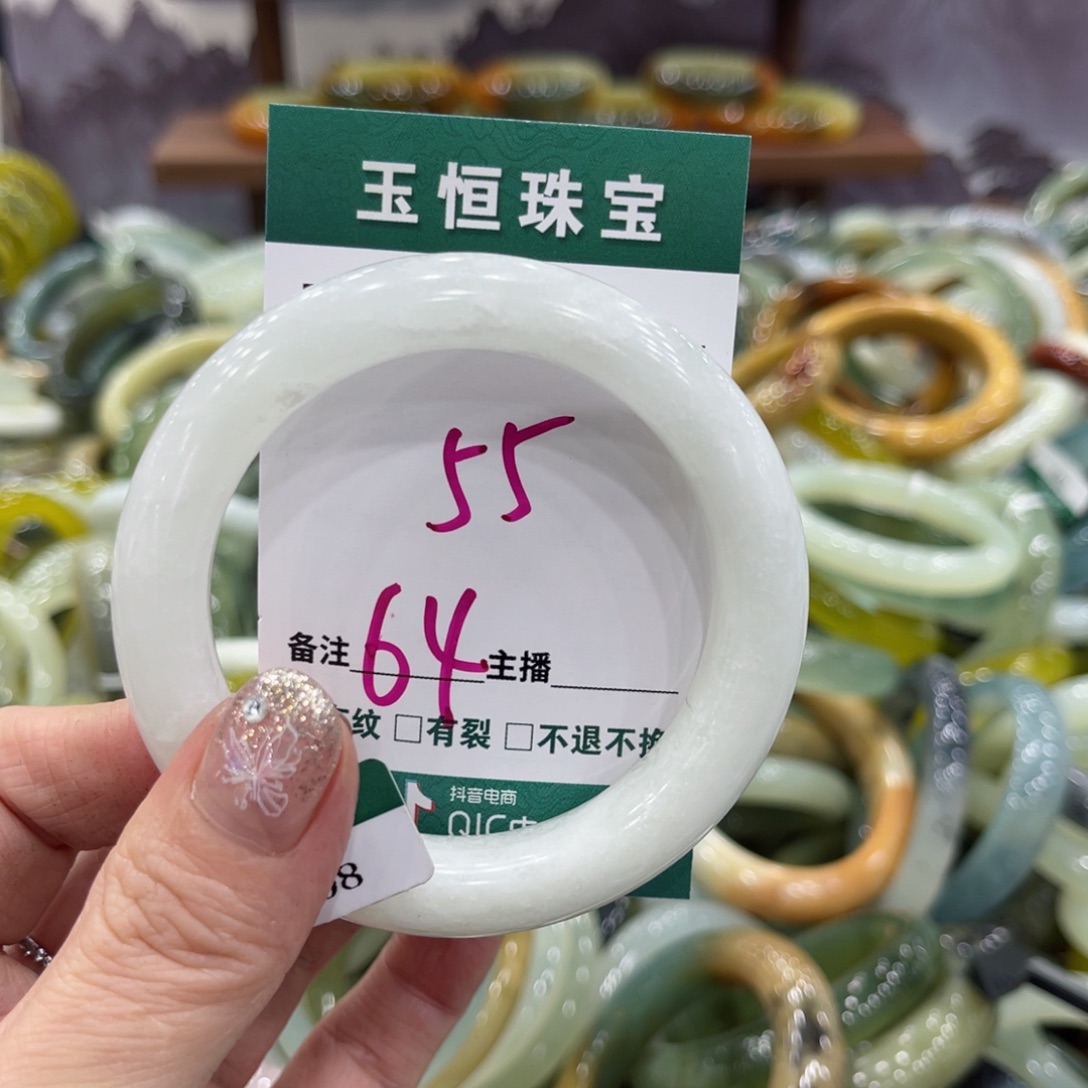 玉恒珠宝
55
64
备注 主播
纹 □有裂 □不退不换
抖音电商
QIC
98